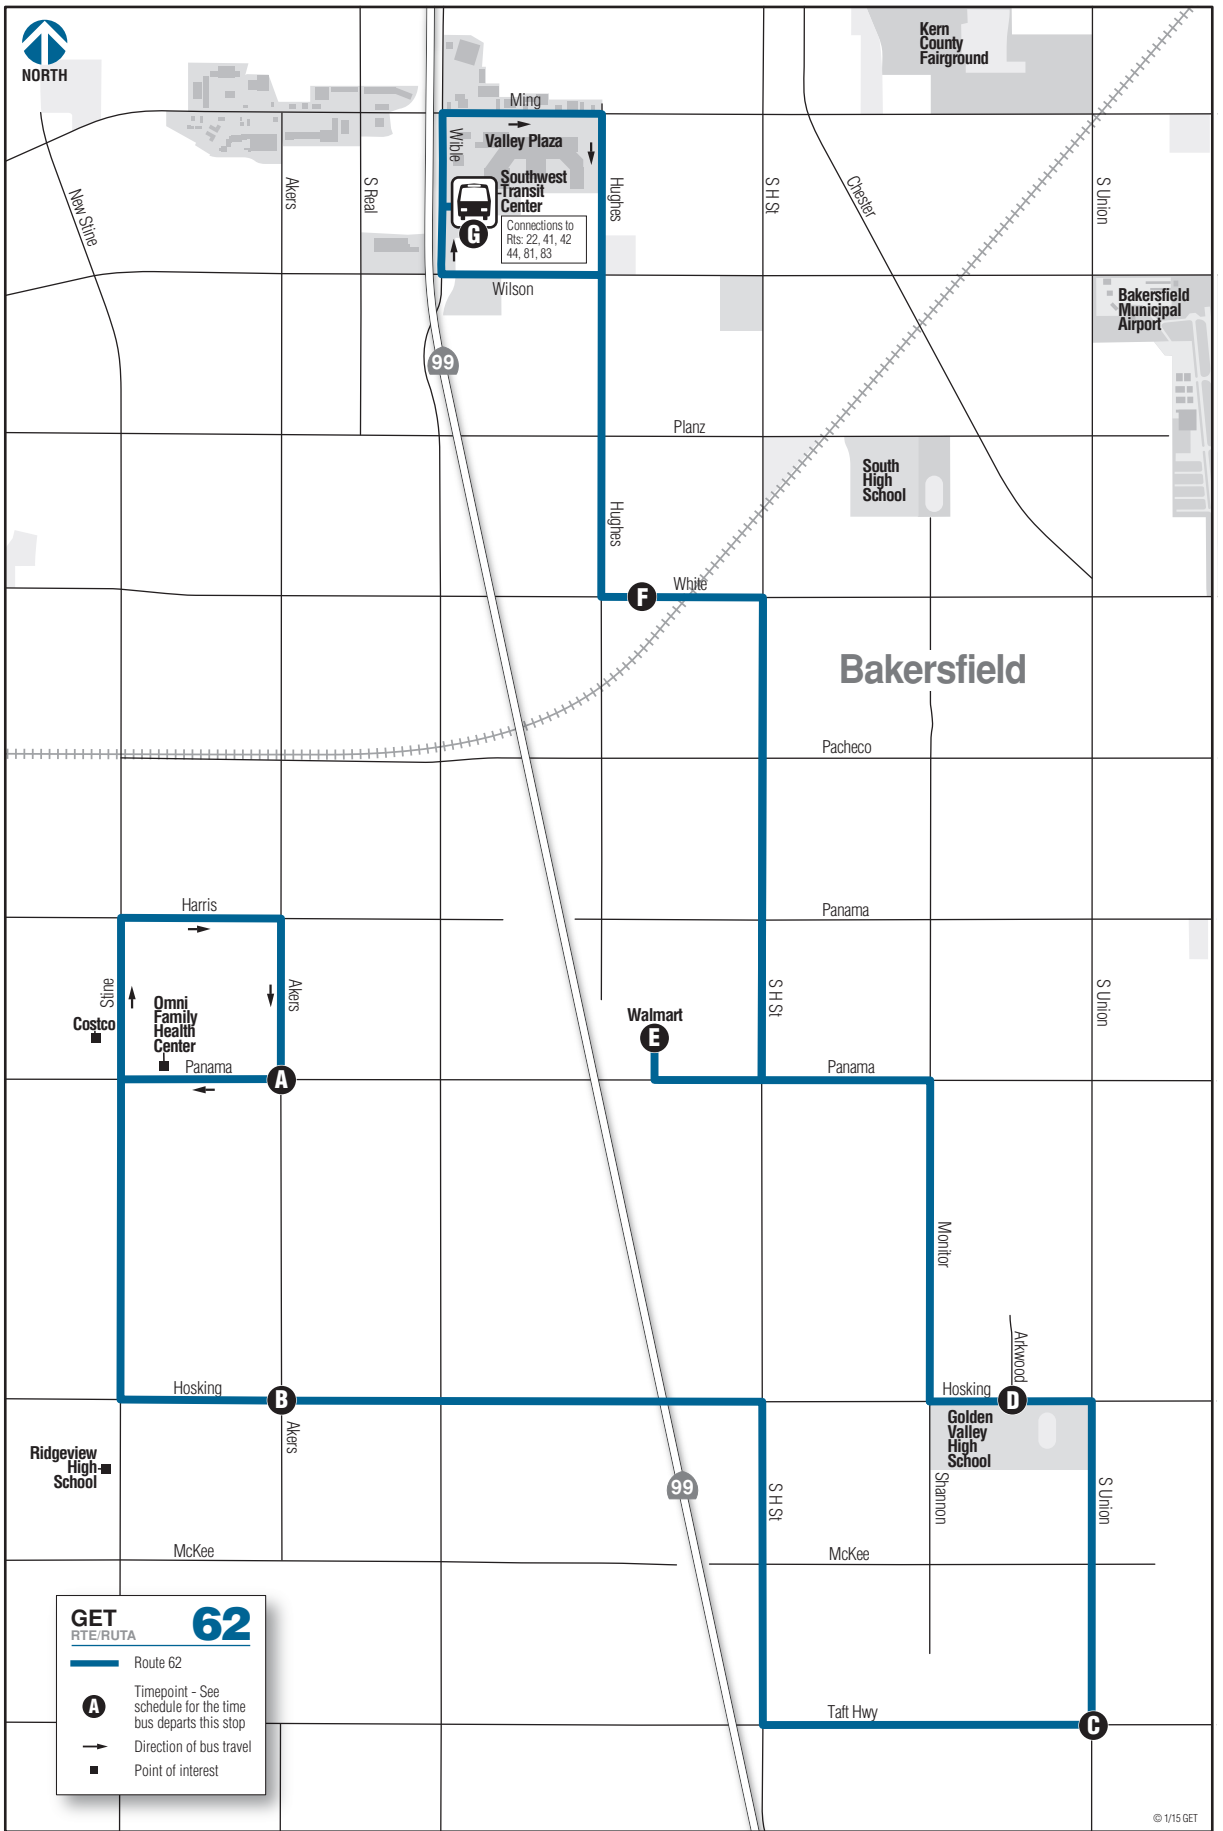 NORTH
Kern
County
Fairground
Ming
Wible
Valley Plaza
Southwest
Transit
Center
G
Connections to
Rts: 22, 41, 42
44, 81, 83
Hughes
New Stine
Akers
S Real
S H St
Chester
S Union
Wilson
Bakersfield
Municipal
Airport
99
Planz
South
High
School
Hughes
F
White
Bakersfield
Pacheco
Harris
Panama
Stine
Akers
Costco
Omni
Family
Health
Center
Panama
A
Walmart
E
S H St
S Union
Panama
Monitor
Arkwood
Hosking
B
Akers
Hosking
D
Golden
Valley
High
School
Ridgeview
High
School
99
S H St
Shannon
S Union
McKee
McKee
GET
RTE/RUTA
62
Route 62
A
Timepoint - See
schedule for the time
bus departs this stop
Direction of bus travel
Point of interest
Taft Hwy
C
© 1/15 GET